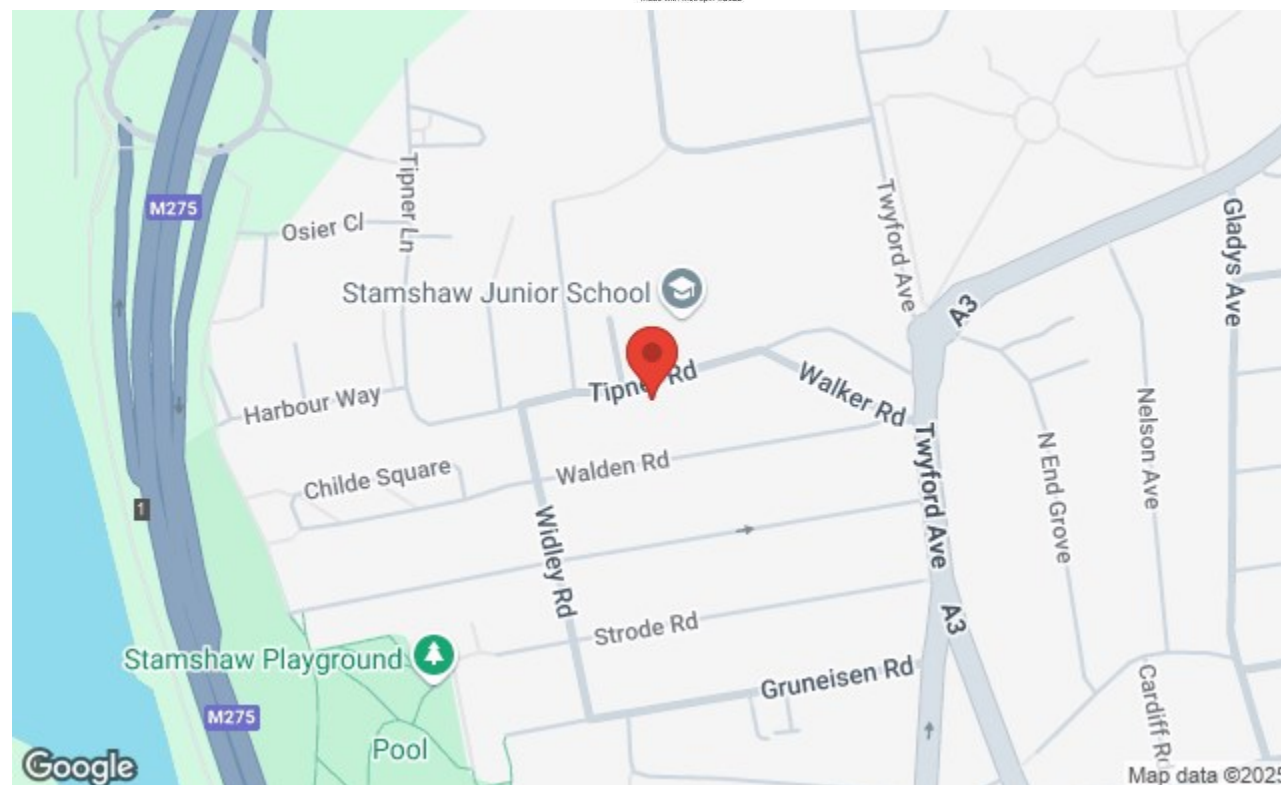 M275
Osier Cl
Tipner Ln
Twyford Ave
Gladys Ave
Stamshaw Junior School
A3
Tipner Rd
Walker Rd
Harbour Way
Nelson Ave
Childe Square
Walden Rd
Twyford Ave
N End Grove
1
Widley Rd
Strode Rd
A3
Stamshaw Playground
Gruneisen Rd
Cardiff Rd
M275
Pool
Google
Map data ©2025